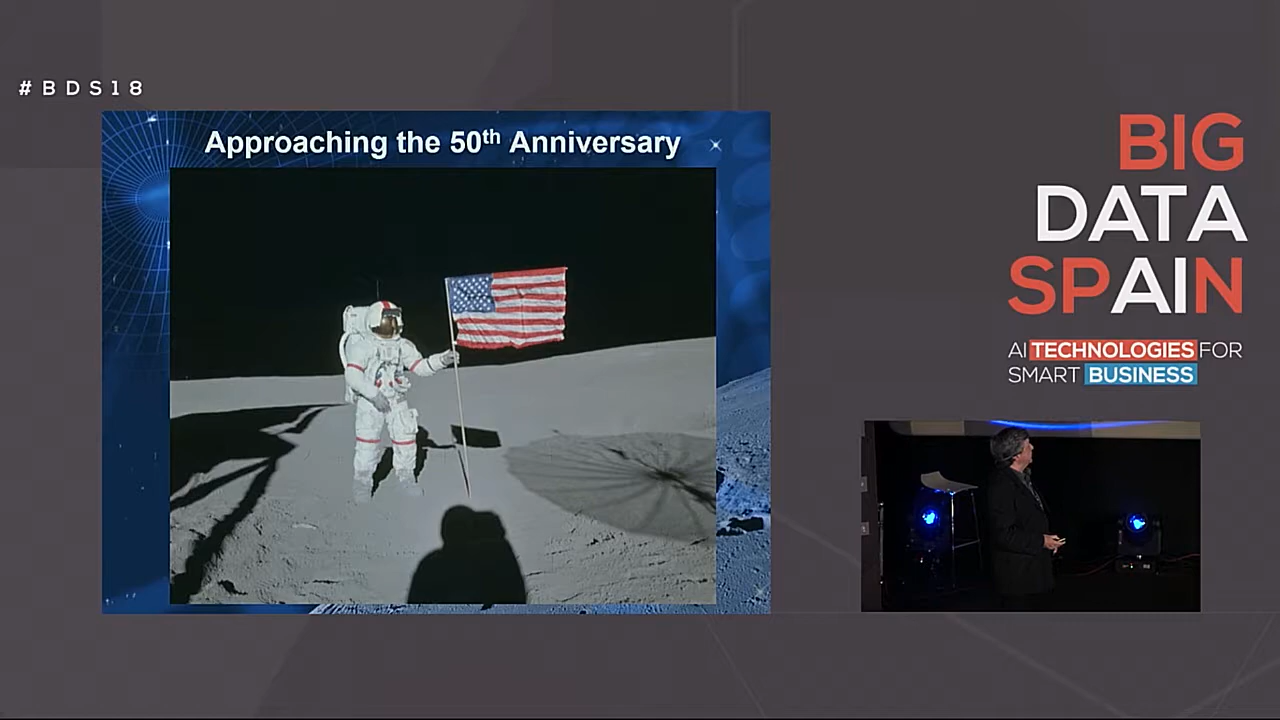 #BDS18
Approaching the 50th Anniversary
BIG
DATA
SPAIN
AI TECHNOLOGIES FOR
SMART BUSINESS